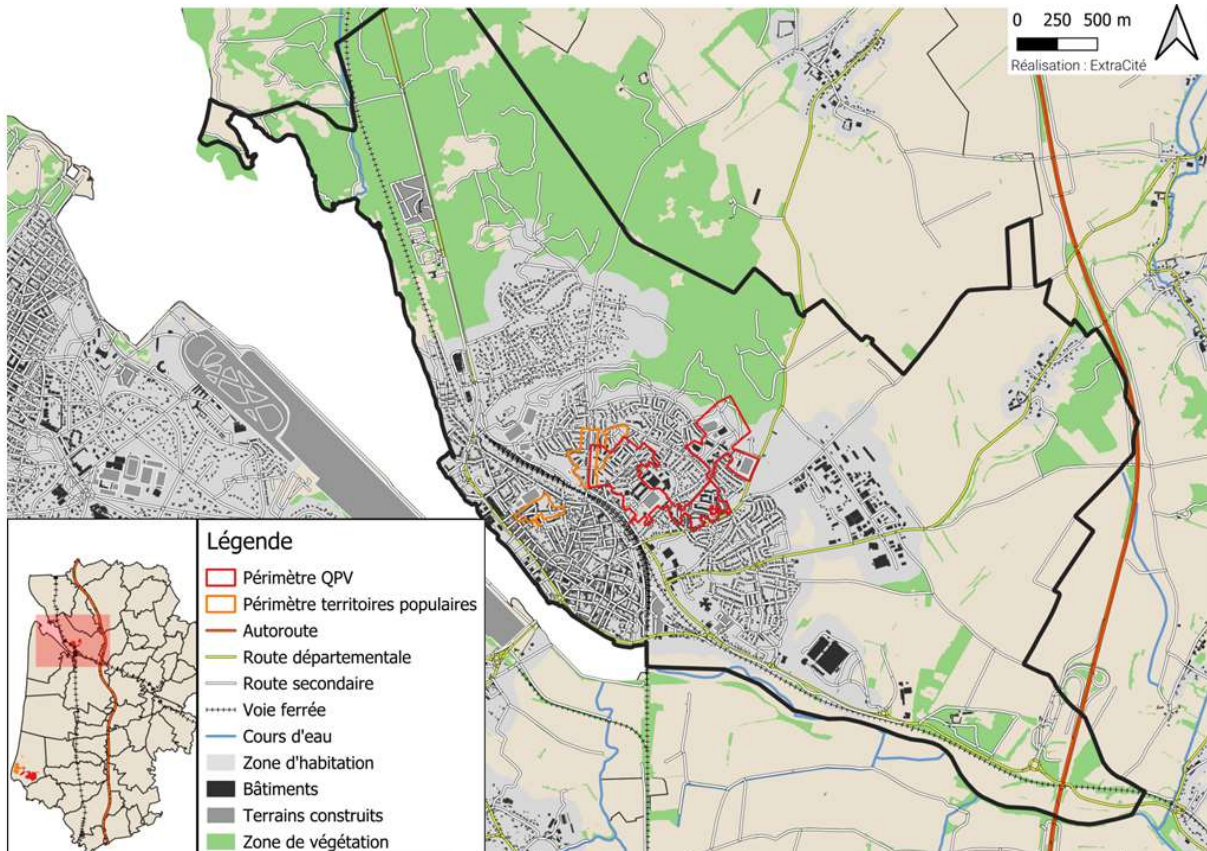 0 250 500 m
Réalisation : ExtraCité
Légende
Périmètre QPV
Périmètre territoires populaires
Autoroute
Route départementale
Route secondaire
Voie ferrée
Cours d'eau
Zone d'habitation
Bâtiments
Terrains construits
Zone de végétation